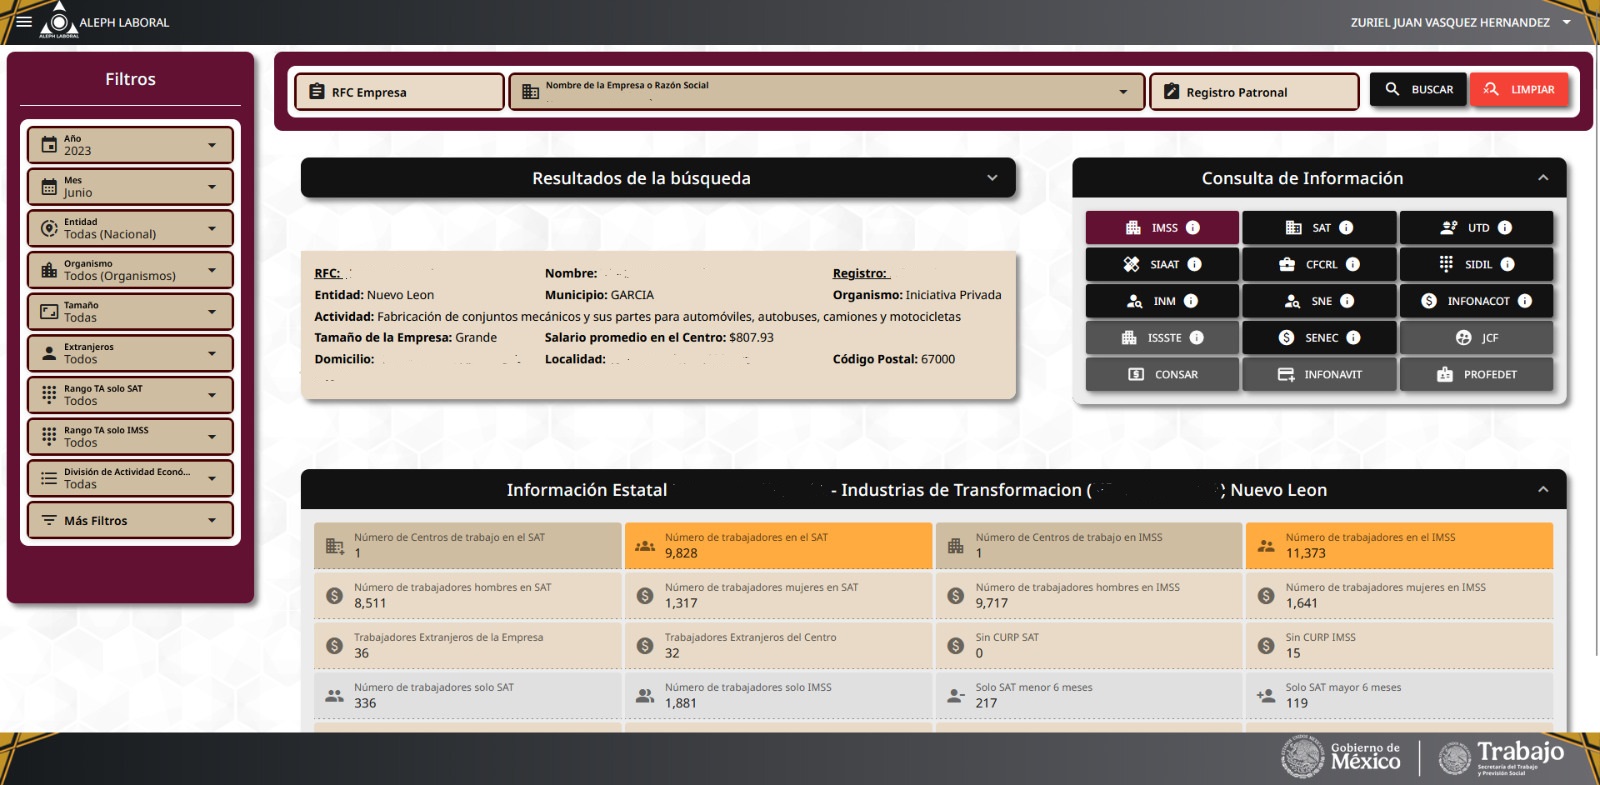 ALEPH LABORAL
ALEPH LABORAL
ZURIEL JUAN VASQUEZ HERNANDEZ
Filtros
Año
2023
Mes
Junio
Entidad
Todas (Nacional)
Organismo
Todos (Organismos)
Tamaño
Todas
Extranjeros
Todos
Rango TA solo SAT
Todos
Rango TA solo IMSS
Todos
División de Actividad Econó...
Todas
Más Filtros
RFC Empresa
Nombre de la Empresa o Razón Social
Registro Patronal
BUSCAR
LIMPIAR
Resultados de la búsqueda
RFC: Nombre: Registro:
Entidad: Nuevo Leon Municipio: GARCIA Organismo: Iniciativa Privada
Actividad: Fabricación de conjuntos mecánicos y sus partes para automóviles, autobuses, camiones y motocicletas
Tamaño de la Empresa: Grande Salario promedio en el Centro: $807.93
Domicilio: Localidad: Código Postal: 67000
Consulta de Información
IMSS SAT UTD
SIAAT CFCRL SIDIL
INM SNE INFONACOT
ISSSTE SENEC JCF
CONSAR INFONAVIT PROFEDET
Información Estatal - Industrias de Transformacion ( ) Nuevo Leon
Número de Centros de trabajo en el SAT
1
Número de trabajadores en el SAT
9,828
Número de Centros de trabajo en IMSS
1
Número de trabajadores en el IMSS
11,373
Número de trabajadores hombres en SAT
8,511
Número de trabajadores mujeres en SAT
1,317
Número de trabajadores hombres en IMSS
9,717
Número de trabajadores mujeres en IMSS
1,641
Trabajadores Extranjeros de la Empresa
36
Trabajadores Extranjeros del Centro
32
Sin CURP SAT
0
Sin CURP IMSS
15
Número de trabajadores solo SAT
336
Número de trabajadores solo IMSS
1,881
Solo SAT menor 6 meses
217
Solo SAT mayor 6 meses
119
Gobierno de
México
Trabajo
Secretaría del Trabajo
y Previsión Social